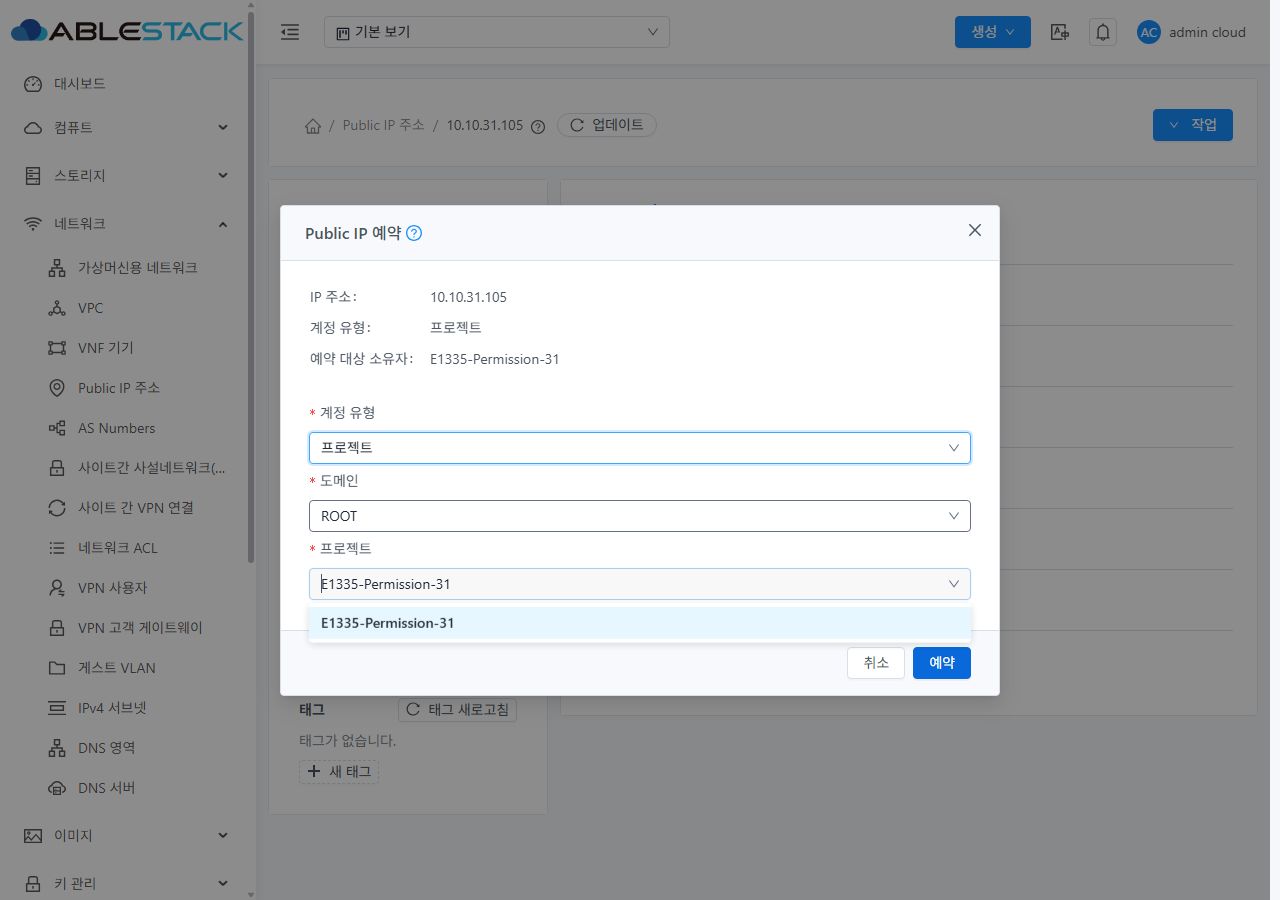 ABLESTACK
기본 보기
생성
AC
admin cloud
대시보드
컴퓨트
스토리지
네트워크
가상머신용 네트워크
VPC
VNF 기기
Public IP 주소
AS Numbers
사이트간 사설네트워크(...
사이트 간 VPN 연결
네트워크 ACL
VPN 사용자
VPN 고객 게이트웨이
게스트 VLAN
IPv4 서브넷
DNS 영역
DNS 서버
이미지
키 관리
/ Public IP 주소 / 10.10.31.105
업데이트
작업
Public IP 예약
IP 주소: 10.10.31.105
계정 유형: 프로젝트
예약 대상 소유자: E1335-Permission-31
* 계정 유형
프로젝트
* 도메인
ROOT
* 프로젝트
E1335-Permission-31
E1335-Permission-31
취소
예약
태그
태그 새로고침
태그가 없습니다.
새 태그